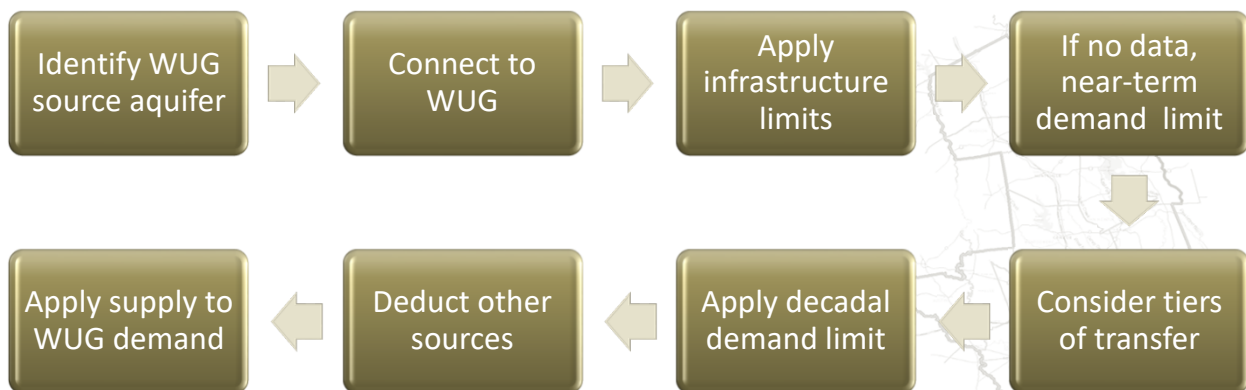 Identify WUG
source aquifer
Connect to
WUG
Apply
infrastructure
limits
If no data,
near-term
demand limit
Consider tiers
of transfer
Apply decadal
demand limit
Deduct other
sources
Apply supply to
WUG demand